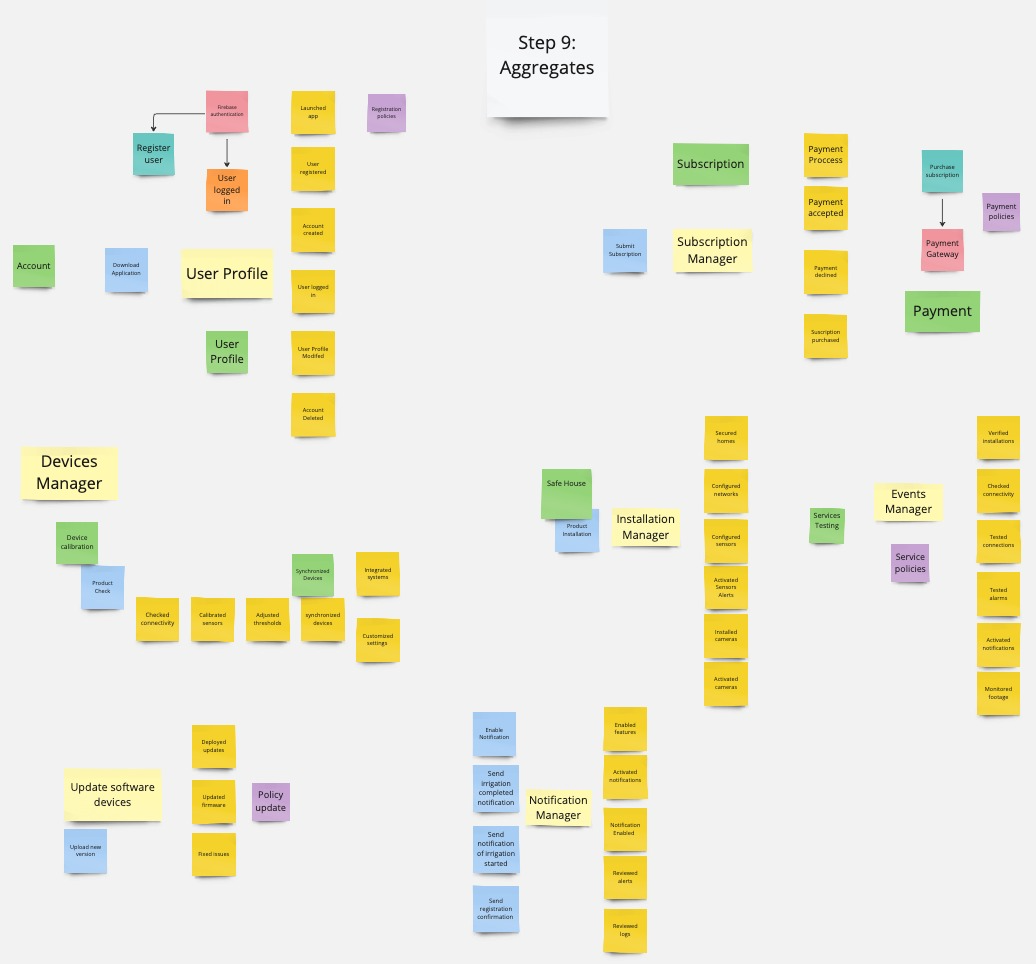 Step 9:
Aggregates
Firebase
authentication
Register
user
User
logged
in
Launched
app
Registration
policies
User
registered
Account
created
Account
Download
Application
User Profile
User logged
in
User
Profile
User Profile
Modifed
Account
Deleted
Subscription
Submit
Subscription
Subscription
Manager
Payment
Proccess
Payment
accepted
Payment
declined
Suscription
purchased
Purchase
subscription
Payment
policies
Payment
Gateway
Payment
Devices
Manager
Device
calibration
Product
Check
Checked
connectivity
Calibrated
sensors
Adjusted
thresholds
Synchronized
Devices
synchronized
devices
Integrated
systems
Customized
settings
Safe House
Product
installation
Installation
Manager
Secured
homes
Configured
networks
Configured
sensors
Activated
Sensors
Alerts
Installed
cameras
Activated
cameras
Services
Testing
Events
Manager
Service
policies
Verified
installations
Checked
connectivity
Tested
connections
Tested
alarms
Activated
notifications
Monitored
footage
Update software
devices
Upload new
version
Deployed
updates
Updated
firmware
Fixed issues
Policy
update
Enable
Notification
Send
irrigation
completed
notification
Send
notification
of irrigation
started
Send
registration
confirmation
Notification
Manager
Enabled
features
Activated
notifications
Notification
Enabled
Reviewed
alerts
Reviewed
logs